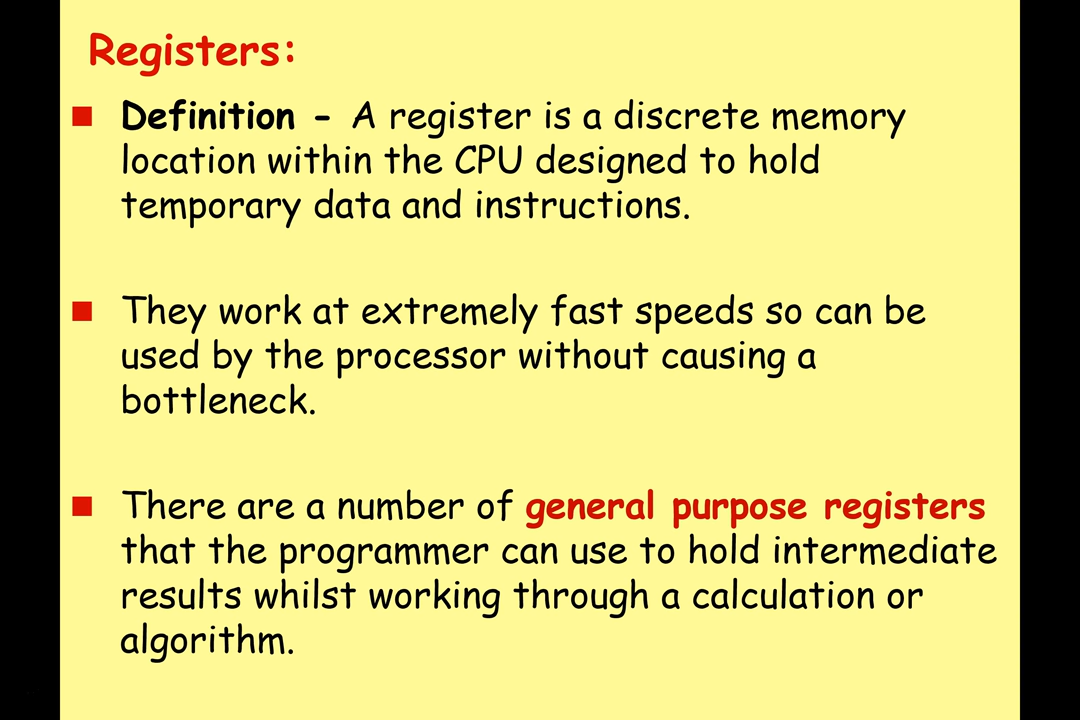 Registers:
Definition - A register is a discrete memory
location within the CPU designed to hold
temporary data and instructions.
They work at extremely fast speeds so can be
used by the processor without causing a
bottleneck.
There are a number of general purpose registers
that the programmer can use to hold intermediate
results whilst working through a calculation or
algorithm.